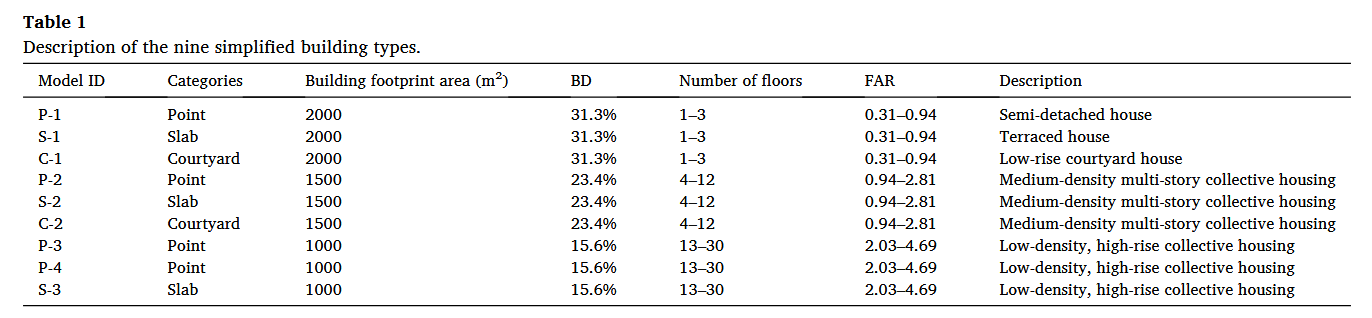 Table 1
Description of the nine simplified building types.
Model ID Categories Building footprint area (m²) BD Number of floors FAR Description
P-1 Point 2000 31.3% 1–3 0.31–0.94 Semi-detached house
S-1 Slab 2000 31.3% 1–3 0.31–0.94 Terraced house
C-1 Courtyard 2000 31.3% 1–3 0.31–0.94 Low-rise courtyard house
P-2 Point 1500 23.4% 4–12 0.94–2.81 Medium-density multi-story collective housing
S-2 Slab 1500 23.4% 4–12 0.94–2.81 Medium-density multi-story collective housing
C-2 Courtyard 1500 23.4% 4–12 0.94–2.81 Medium-density multi-story collective housing
P-3 Point 1000 15.6% 13–30 2.03–4.69 Low-density, high-rise collective housing
P-4 Point 1000 15.6% 13–30 2.03–4.69 Low-density, high-rise collective housing
S-3 Slab 1000 15.6% 13–30 2.03–4.69 Low-density, high-rise collective housing